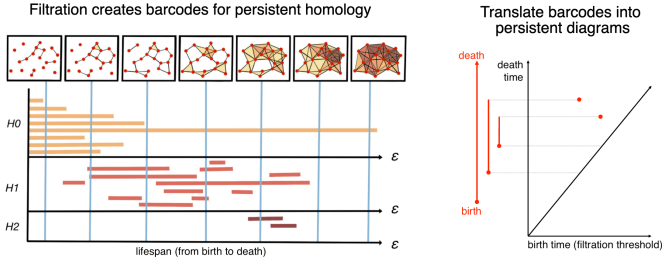 Filtration creates barcodes for persistent homology
H0
ε
H1
ε
H2
ε
lifespan (from birth to death)
Translate barcodes into
persistent diagrams
death
birth
death
time
birth time (filtration threshold)